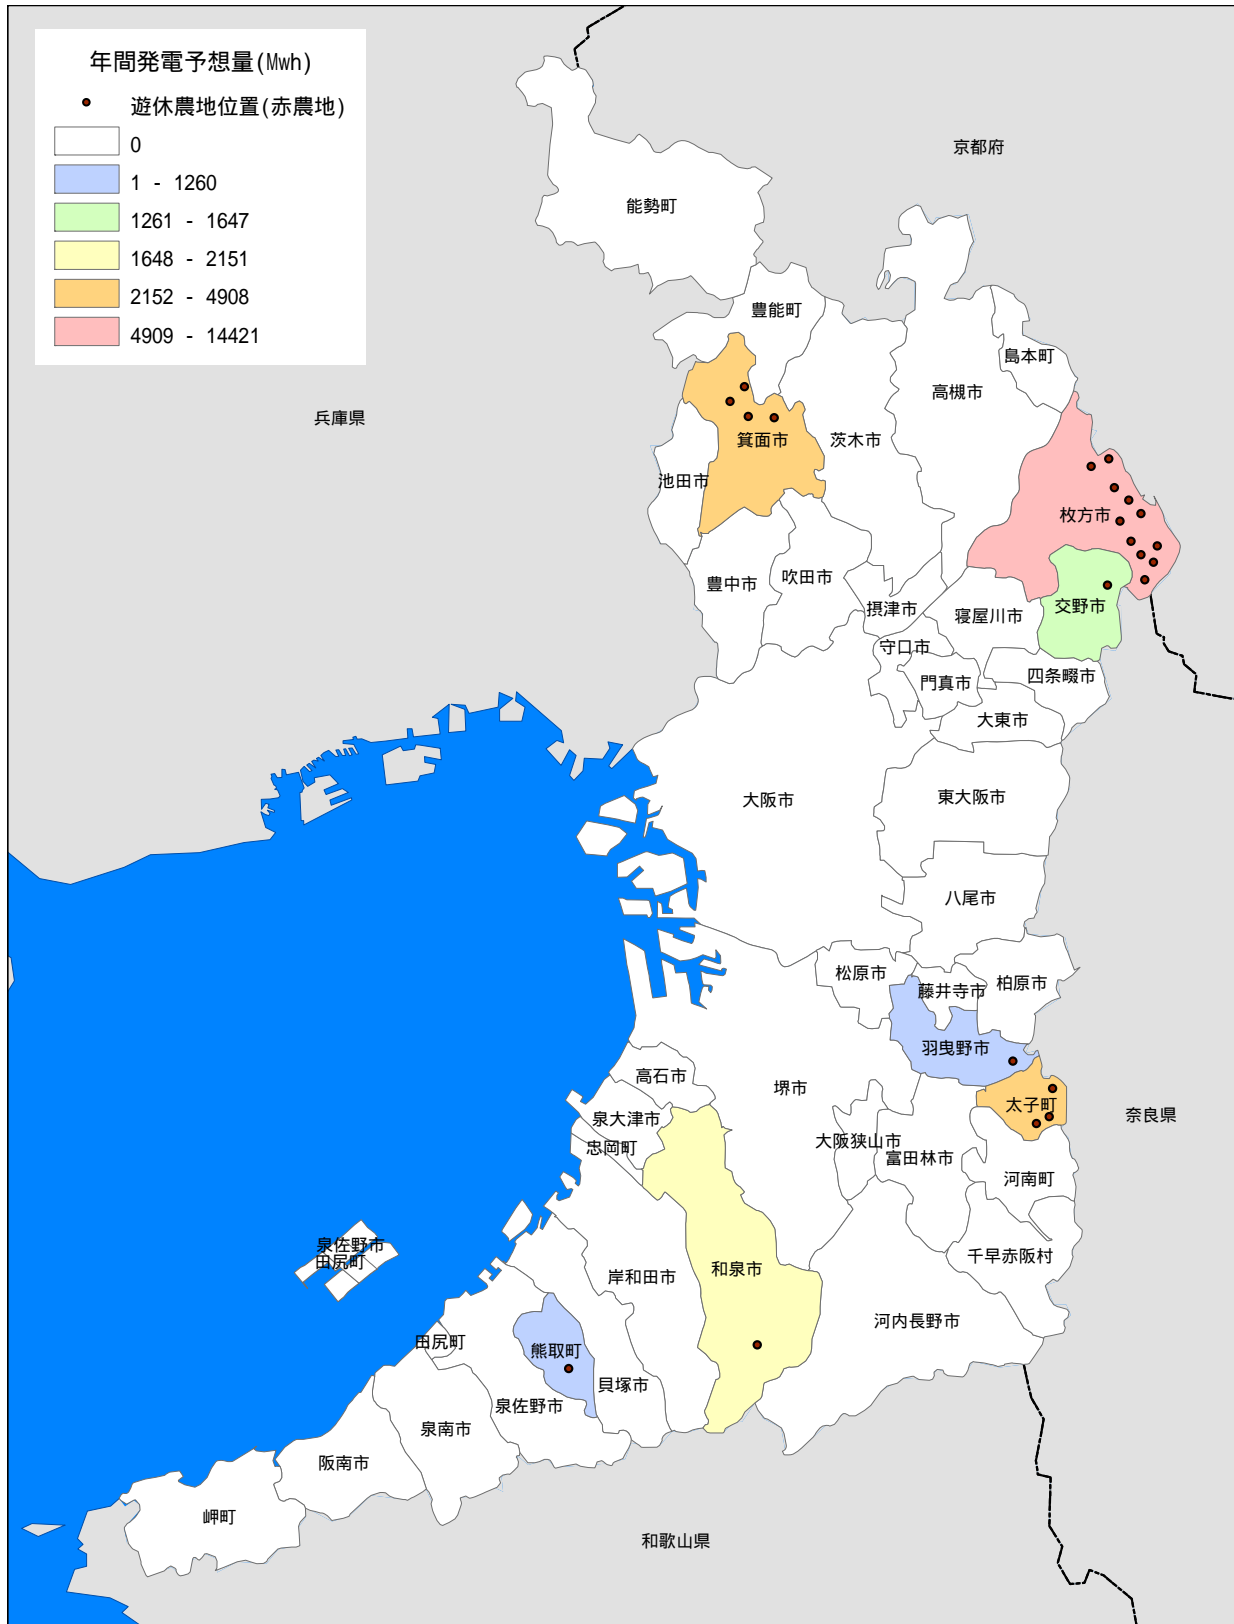 年間発電予想量(Mwh)
遊休農地位置(赤農地)
0
1 - 1260
1261 - 1647
1648 - 2151
2152 - 4908
4909 - 14421
京都府
能勢町
豊能町
島本町
高槻市
兵庫県
箕面市
茨木市
池田市
枚方市
豊中市
吹田市
摂津市
寝屋川市
交野市
守口市
門真市
四条畷市
大東市
大阪市
東大阪市
八尾市
松原市
藤井寺市
柏原市
羽曳野市
高石市
堺市
太子町
奈良県
泉大津市
忠岡町
大阪狭山市
富田林市
河南町
泉佐野市
田尻町
岸和田市
和泉市
千早赤阪村
河内長野市
田尻町
熊取町
貝塚市
泉佐野市
泉南市
阪南市
岬町
和歌山県